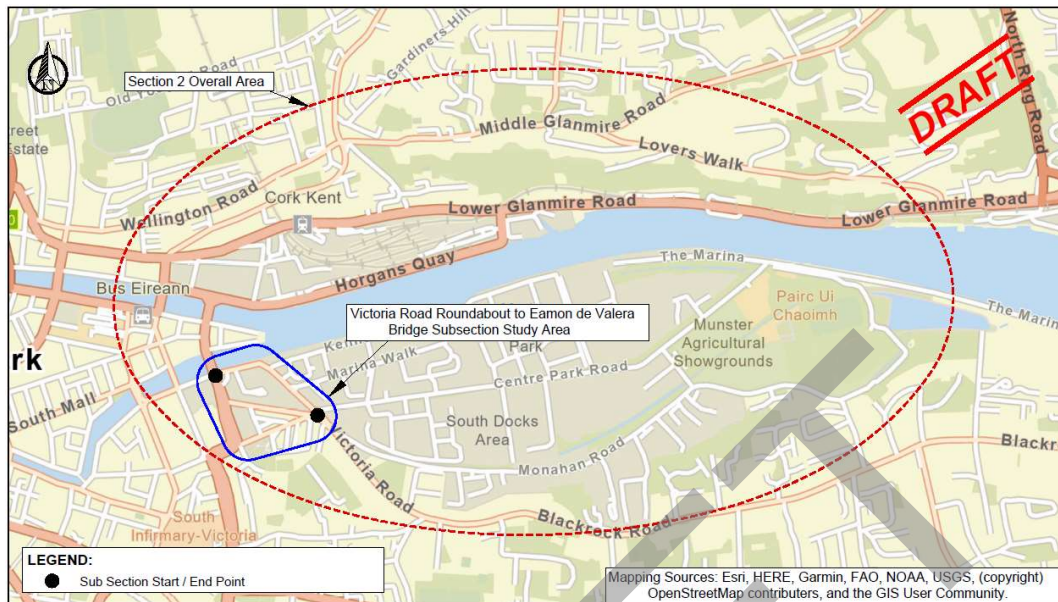 Section 2 Overall Area
Gardiners Hill
North Ring Road
DRAFT
Middle Glanmire Road
Lovers Walk
Estate
Wellington Road
Cork Kent
Lower Glanmire Road
Lower Glanmire Road
Horgans Quay
The Marina
Bus Eireann
The Marina
Pairc Ui
Chaoimh
Victoria Road Roundabout to Eamon de Valera
Bridge Subsection Study Area
Munster
Agricultural
Showgrounds
rk
Marina Walk
Park
Centre Park Road
South Mall
South Docks
Area
Victoria Road
Monahan Road
Blackr
Blackrock Road
South
Infirmary-Victoria
LEGEND:
Sub Section Start / End Point
Mapping Sources: Esri, HERE, Garmin, FAO, NOAA, USGS, (copyright)
OpenStreetMap contributors, and the GIS User Community.